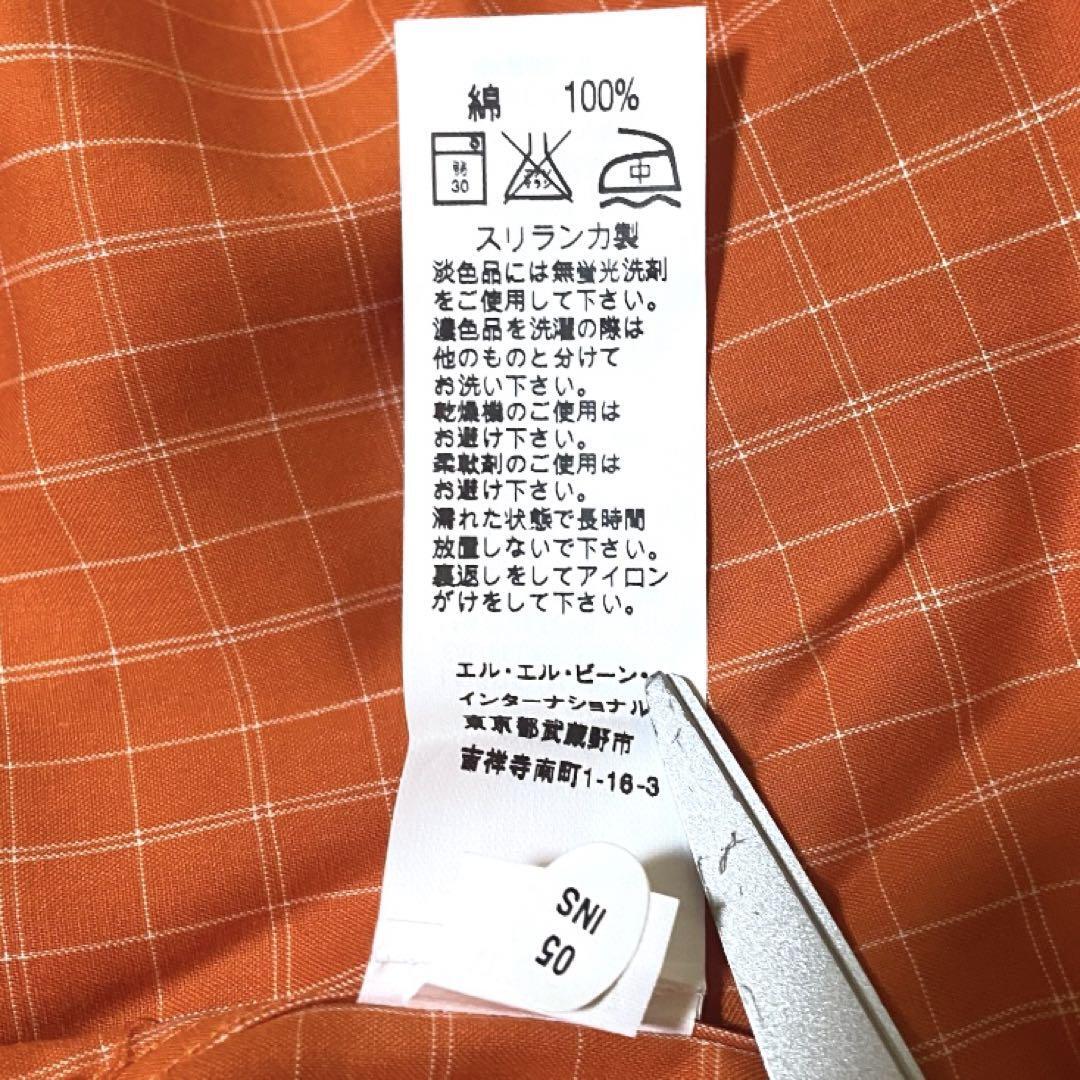 綿 100%
弱
30
エンソ
サラシ
中
スリランカ製
淡色品には無蛍光洗剤
をご使用して下さい。
濃色品を洗濯の際は
他のものと分けて
お洗い下さい。
乾燥機のご使用は
お避け下さい。
柔軟剤のご使用は
お避け下さい。
濡れた状態で長時間
放置しないで下さい。
裏返しをしてアイロン
がけをして下さい。
エル・エル・ビーン・
インターナショナル
東京都武蔵野市
吉祥寺南町1-16-3
INS
05